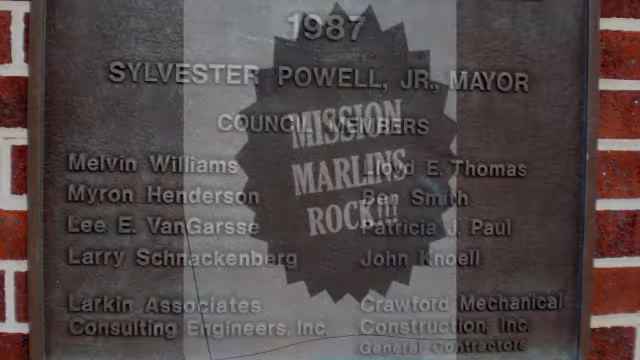 1987
SYLVESTER POWELL, JR., MAYOR
COUNCIL MEMBERS
Melvin Williams
Myron Henderson
Lee E. VanGarsse
Larry Schnackenberg
Lloyd E. Thomas
Ben Smith
Patricia J. Paul
John Knoell
Larkin Associates
Consulting Engineers, Inc.
Crawford Mechanical
Construction, Inc.
General Contractors
MISSION
MARLINS
ROCK!!!